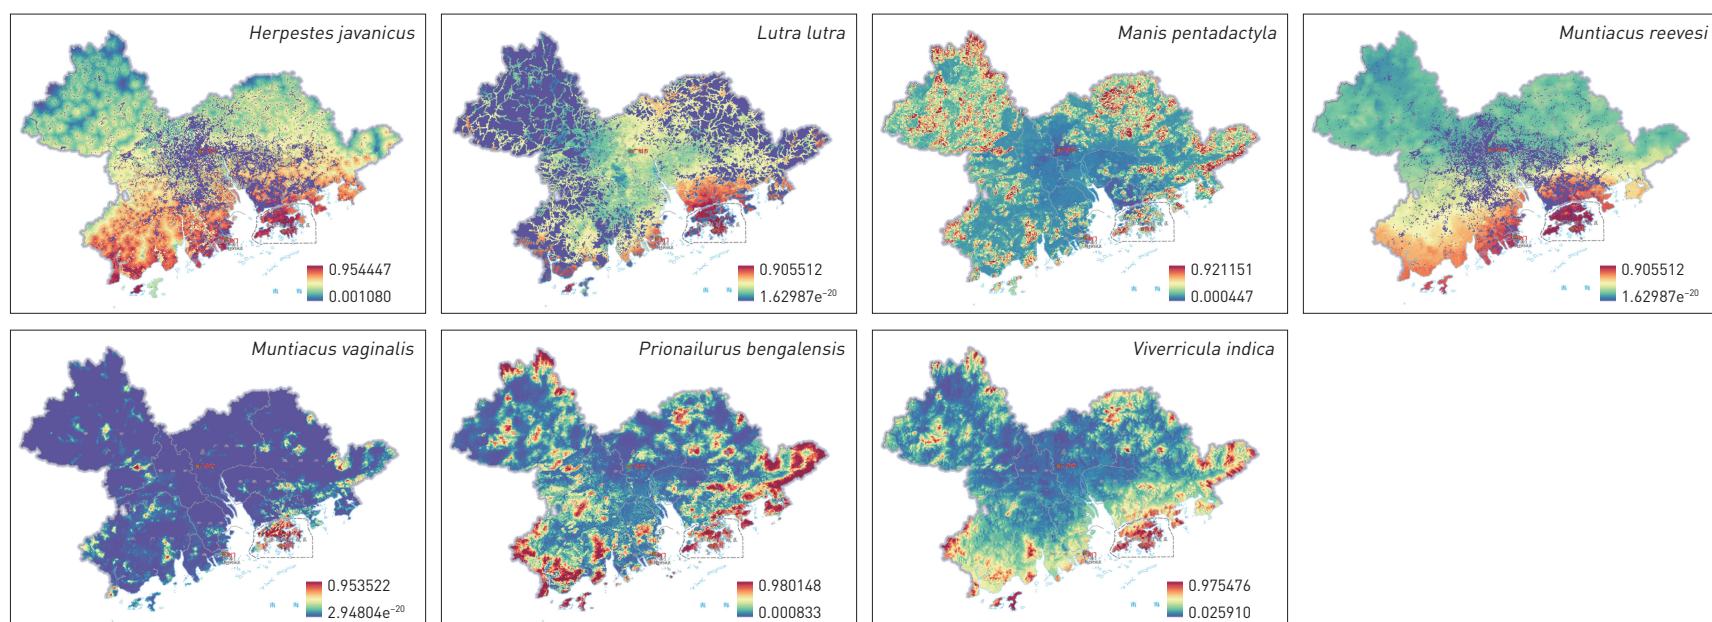 Herpestes javanicus
0.954447
0.001080
Lutra lutra
0.905512
1.62987e⁻²⁰
Manis pentadactyla
0.921151
0.000447
Muntiacus reevesi
0.905512
1.62987e⁻²⁰
Muntiacus vaginalis
0.953522
2.94804e⁻²⁰
Prionailurus bengalensis
0.980148
0.000833
Viverricula indica
0.975476
0.025910